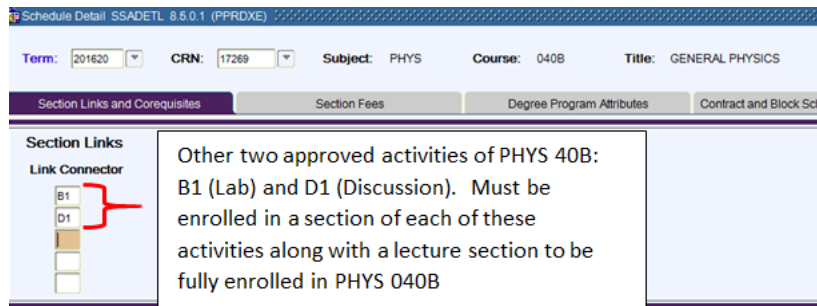 Schedule Detail SSADETL 8.5.0.1 (PPRDXE)
Term: 201620 CRN: 17269 Subject: PHYS Course: 040B Title: GENERAL PHYSICS
Section Links and Corequisites Section Fees Degree Program Attributes Contract and Block Sc
Section Links
Link Connector
B1
D1
Other two approved activities of PHYS 40B:
B1 (Lab) and D1 (Discussion). Must be
enrolled in a section of each of these
activities along with a lecture section to be
fully enrolled in PHYS 040B